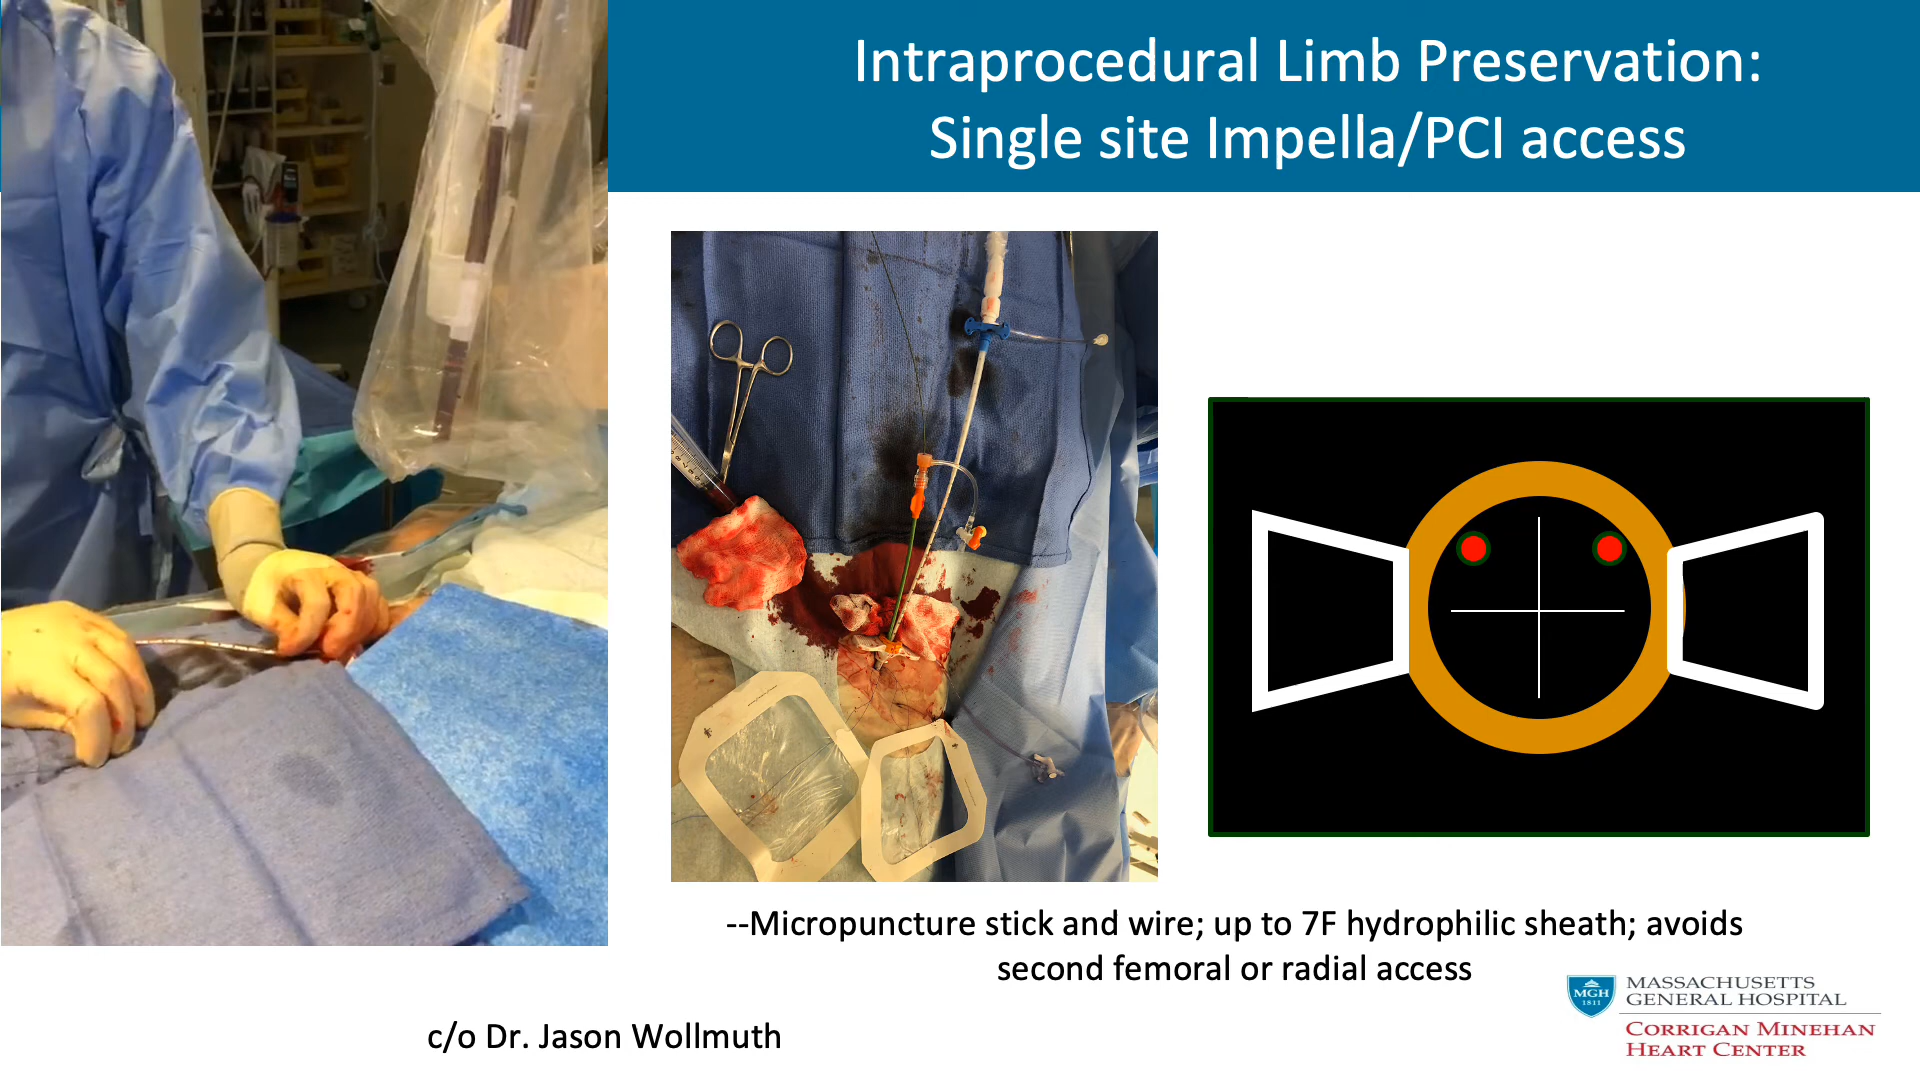 Intraprocedural Limb Preservation:
Single site Impella/PCI access
--Micropuncture stick and wire; up to 7F hydrophilic sheath; avoids
second femoral or radial access
c/o Dr. Jason Wollmuth
MGH
1811
MASSACHUSETTS
GENERAL HOSPITAL
CORRIGAN MINEHAN
HEART CENTER